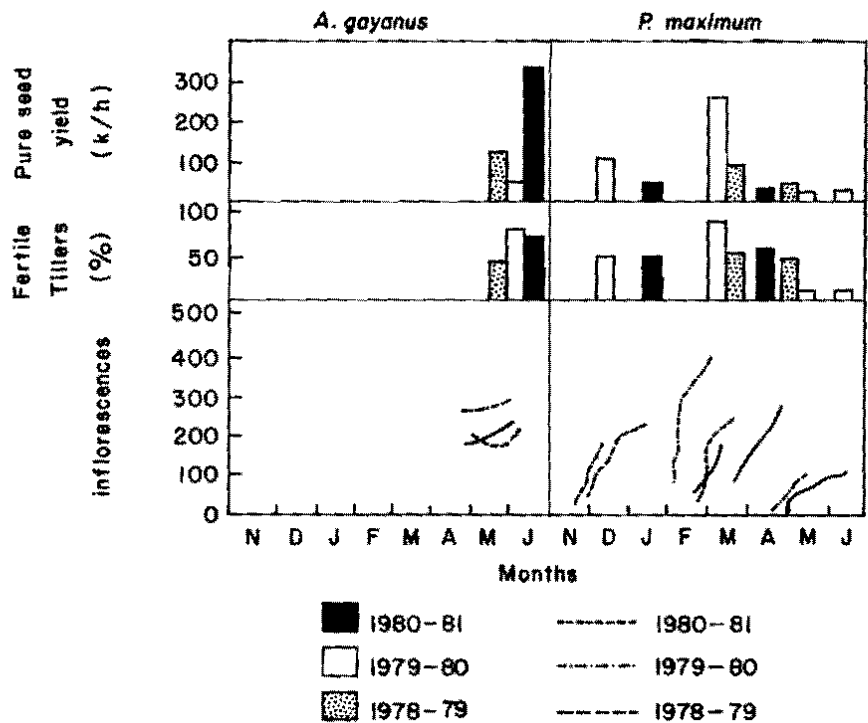 A. gayanus
P. maximum
Pure seed yield (k/h)
300
200
100
Fertile Tillers (%)
100
50
inflorescences
500
400
300
200
100
0
N D J F M A M J
N D J F M A M J
Months
1980-81
1979-80
1978-79
1980-81
1979-80
1978-79